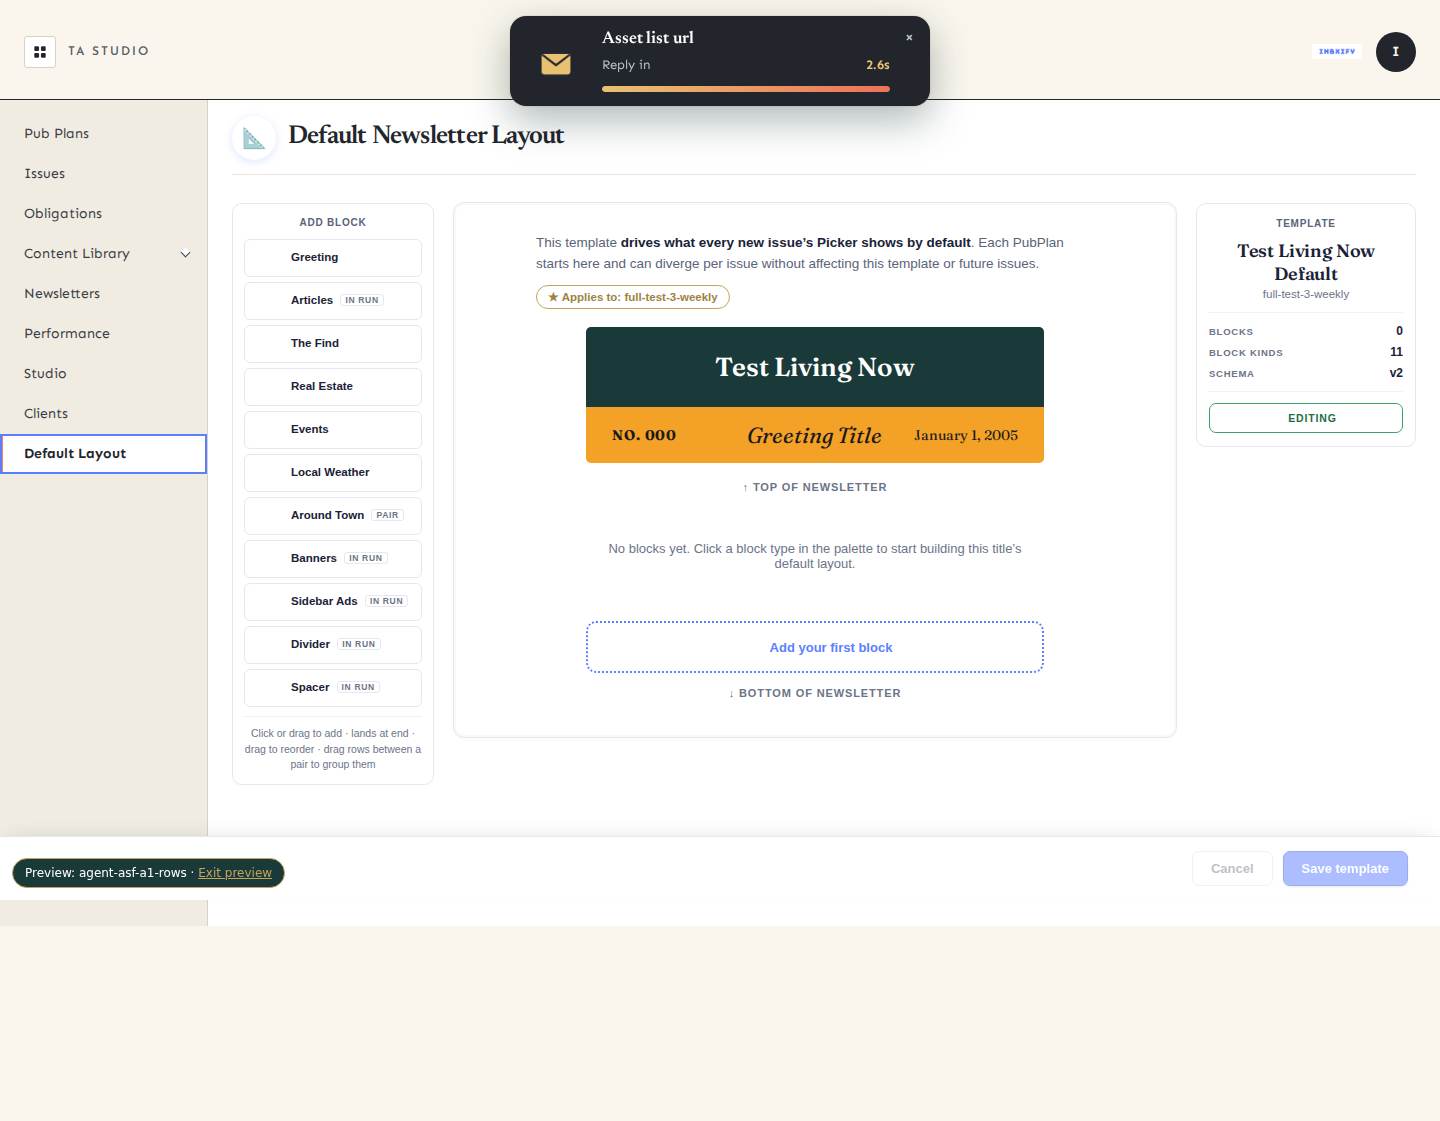 TA STUDIO
Asset list url
×
Reply in
2.6s
INBXIFY
I
Pub Plans
Issues
Obligations
Content Library
Newsletters
Performance
Studio
Clients
Default Layout
Default Newsletter Layout
ADD BLOCK
Greeting
Articles IN RUN
The Find
Real Estate
Events
Local Weather
Around Town PAIR
Banners IN RUN
Sidebar Ads IN RUN
Divider IN RUN
Spacer IN RUN
Click or drag to add · lands at end ·
drag to reorder · drag rows between a
pair to group them
This template drives what every new issue’s Picker shows by default. Each PubPlan
starts here and can diverge per issue without affecting this template or future issues.
★ Applies to: full-test-3-weekly
Test Living Now
NO. 000
Greeting Title
January 1, 2005
↑ TOP OF NEWSLETTER
No blocks yet. Click a block type in the palette to start building this title’s
default layout.
Add your first block
↓ BOTTOM OF NEWSLETTER
TEMPLATE
Test Living Now
Default
full-test-3-weekly
BLOCKS 0
BLOCK KINDS 11
SCHEMA v2
EDITING
Preview: agent-asf-a1-rows · Exit preview
Cancel
Save template